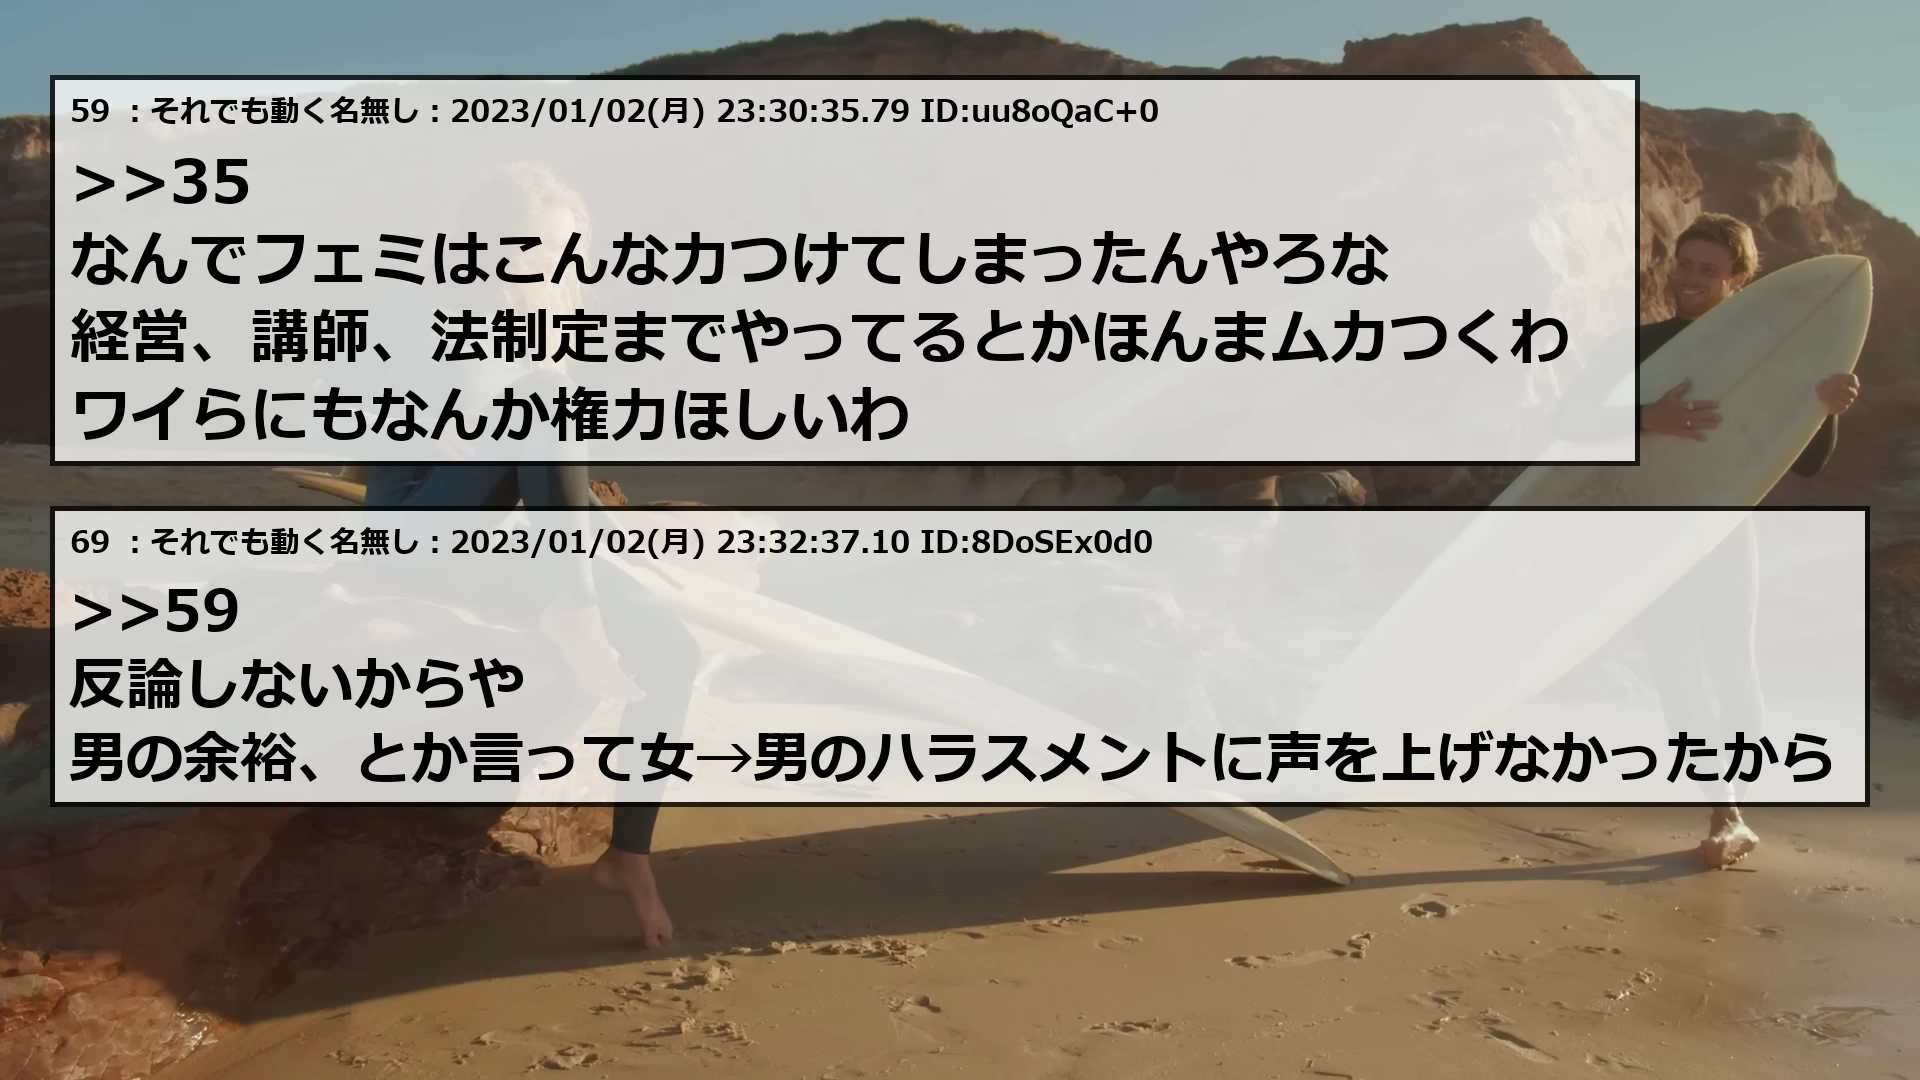 59 ：それでも動く名無し：2023/01/02(月) 23:30:35.79 ID:uu8oQaC+0
>>35
なんでフェミはこんな力つけてしまったんやろな
経営、講師、法制定までやってるとかほんまムカつくわ
ワイらにもなんか権力ほしいわ
69 ：それでも動く名無し：2023/01/02(月) 23:32:37.10 ID:8DoSEx0d0
>>59
反論しないからや
男の余裕、とか言って女→男のハラスメントに声を上げなかったから